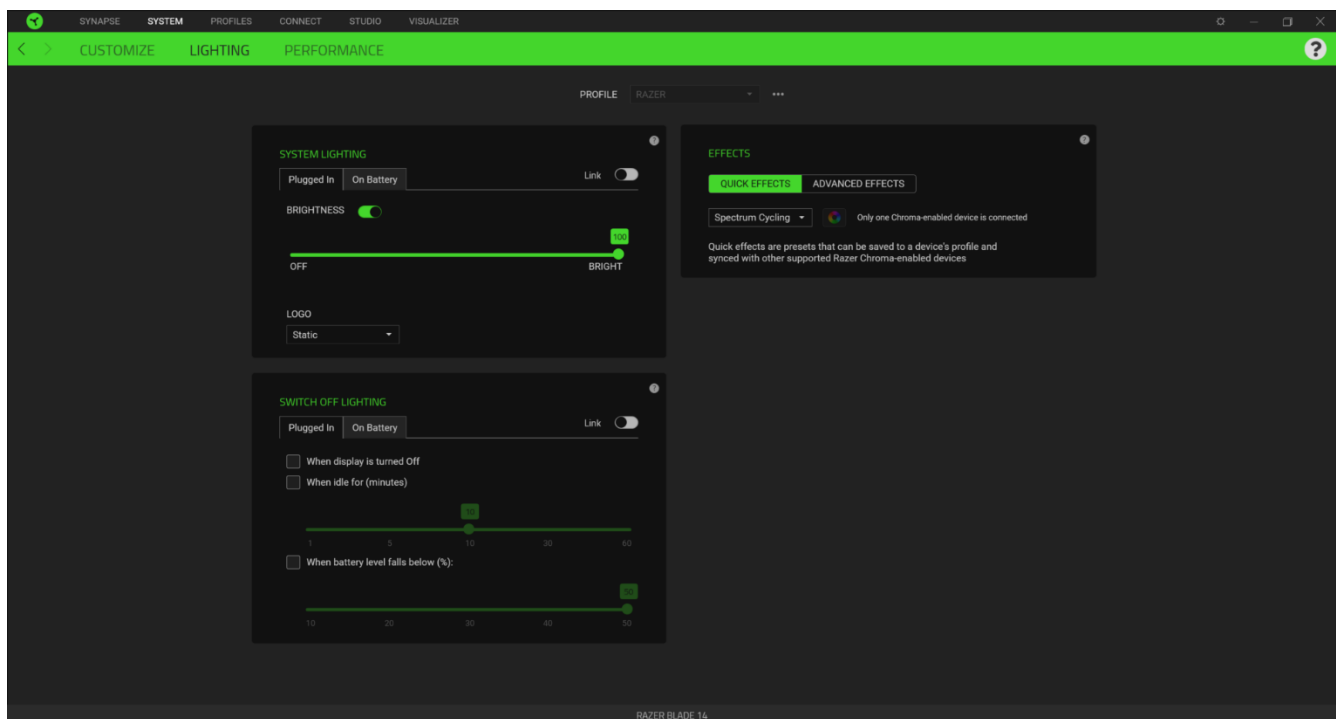 SYNAPSE SYSTEM PROFILES CONNECT STUDIO VISUALIZER
CUSTOMIZE LIGHTING PERFORMANCE
PROFILE RAZER
SYSTEM LIGHTING
Plugged In On Battery Link
BRIGHTNESS
100
OFF BRIGHT
LOGO
Static
SWITCH OFF LIGHTING
Plugged In On Battery Link
When display is turned Off
When idle for (minutes)
10
1 5 10 30 60
When battery level falls below (%):
10 20 30 40 50
EFFECTS
QUICK EFFECTS ADVANCED EFFECTS
Spectrum Cycling Only one Chroma-enabled device is connected
Quick effects are presets that can be saved to a device's profile and
synced with other supported Razer Chroma-enabled devices
RAZER BLADE 14